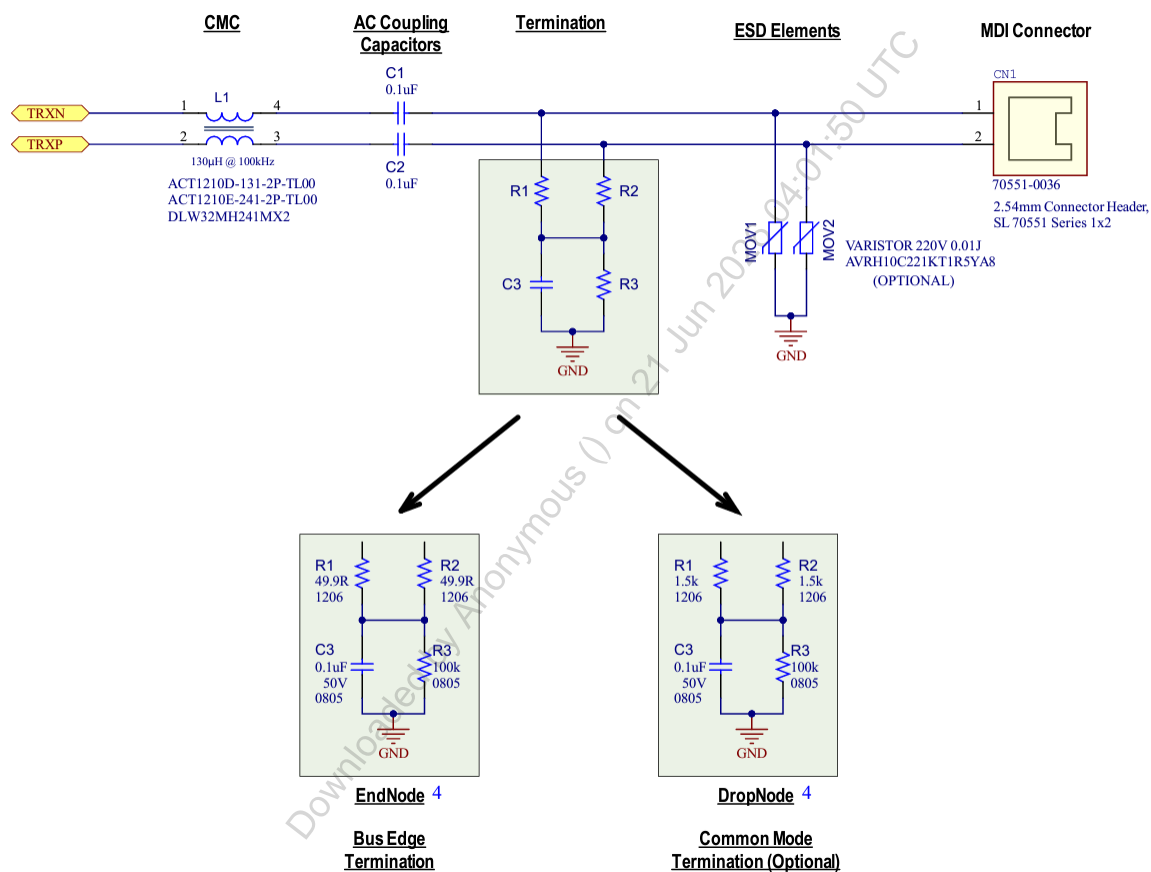 CMC
AC Coupling
Capacitors
Termination
ESD Elements
MDI Connector
CN1
C1
0.1uF
L1
1
4
1
TRXN
2
3
2
TRXP
C2
0.1uF
130µH @ 100kHz
ACT1210D-131-2P-TL00
ACT1210E-241-2P-TL00
DLW32MH241MX2
R1
R2
70551-0036
2.54mm Connector Header,
SL 70551 Series 1x2
MOV1
MOV2
VARISTOR 220V 0.01J
AVRH10C221KT1R5YA8
(OPTIONAL)
C3
R3
GND
GND
R1
49.9R
1206
R2
49.9R
1206
C3
0.1uF
50V
0805
R3
100k
0805
GND
EndNode 4
Bus Edge
Termination
R1
1.5k
1206
R2
1.5k
1206
C3
0.1uF
50V
0805
R3
100k
0805
GND
DropNode 4
Common Mode
Termination (Optional)